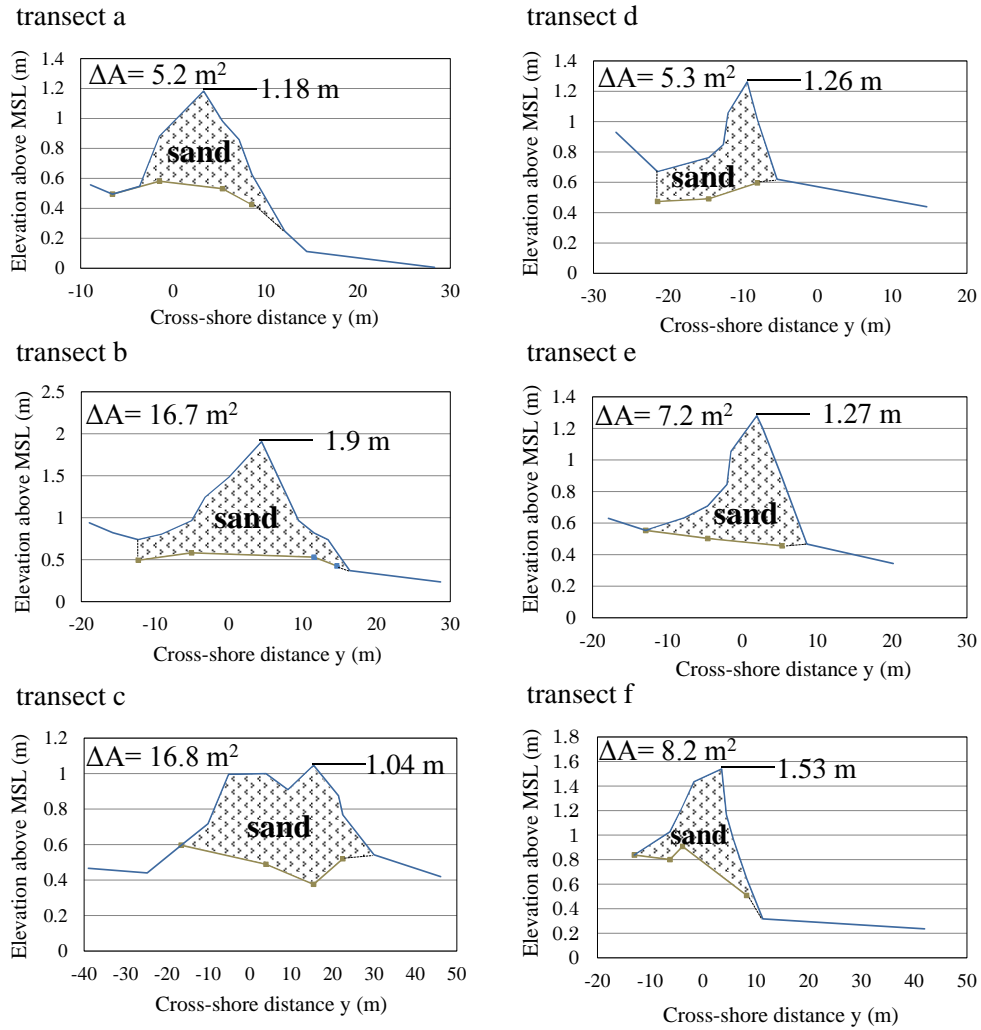 transect a
ΔA= 5.2 m²
1.18 m
sand
Elevation above MSL (m)
1.4
1.2
1
0.8
0.6
0.4
0.2
0
-10 0 10 20 30
Cross-shore distance y (m)
transect d
ΔA= 5.3 m²
1.26 m
sand
Elevation above MSL (m)
1.4
1.2
1
0.8
0.6
0.4
0.2
0
-30 -20 -10 0 10 20
Cross-shore distance y (m)
transect b
ΔA= 16.7 m²
1.9 m
sand
Elevation above MSL (m)
2.5
2
1.5
1
0.5
0
-20 -10 0 10 20 30
Cross-shore distance y (m)
transect e
ΔA= 7.2 m²
1.27 m
sand
Elevation above MSL (m)
1.4
1.2
1
0.8
0.6
0.4
0.2
0
-20 -10 0 10 20 30
Cross-shore distance y (m)
transect c
ΔA= 16.8 m²
1.04 m
sand
Elevation above MSL (m)
1.2
1
0.8
0.6
0.4
0.2
0
-40 -30 -20 -10 0 10 20 30 40 50
Cross-shore distance y (m)
transect f
ΔA= 8.2 m²
1.53 m
sand
Elevation above MSL (m)
1.8
1.6
1.4
1.2
1
0.8
0.6
0.4
0.2
0
-20 -10 0 10 20 30 40 50
Cross-shore distance y (m)